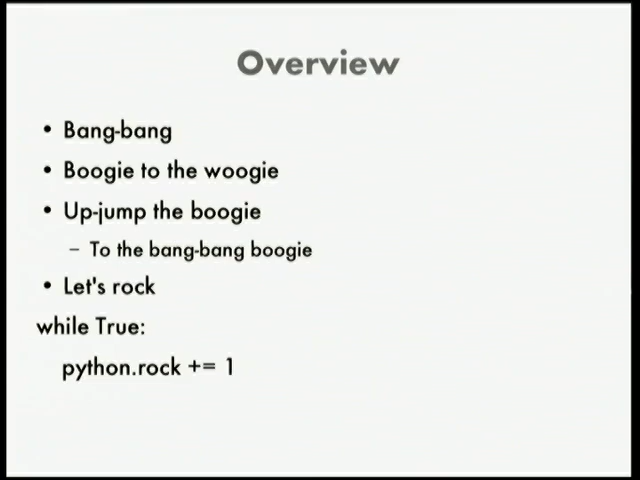 Overview
• Bang-bang
• Boogie to the woogie
• Up-jump the boogie
– To the bang-bang boogie
• Let's rock
while True:
python.rock += 1